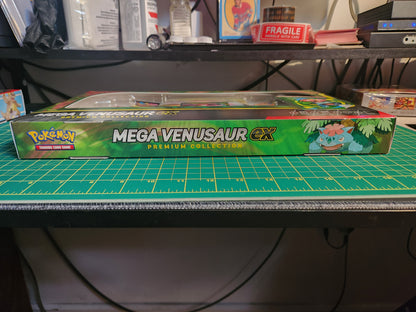 FRAGILE
Pokémon
TRADING CARD GAME
MEGA VENUSAUR ex
PREMIUM COLLECTION